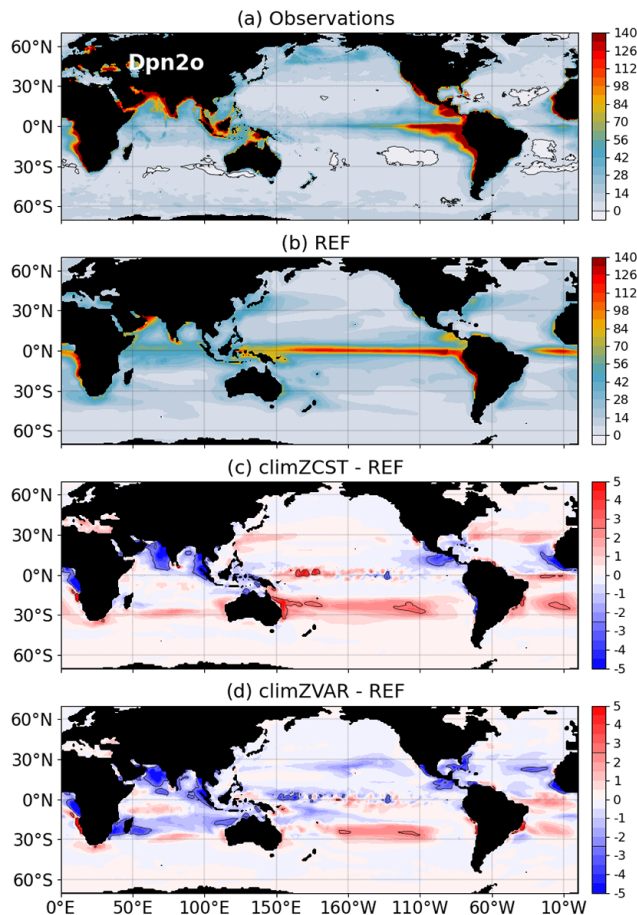 (a) Observations
Dpn2o
60°N
30°N
0°N
30°S
60°S
140
126
112
98
84
70
56
42
28
14
0
(b) REF
60°N
30°N
0°N
30°S
60°S
140
126
112
98
84
70
56
42
28
14
0
(c) climZCST - REF
60°N
30°N
0°N
30°S
60°S
5
4
3
2
1
0
-1
-2
-3
-4
-5
(d) climZVAR - REF
60°N
30°N
0°N
30°S
60°S
5
4
3
2
1
0
-1
-2
-3
-4
-5
0°E 50°E 100°E 150°E 160°W 110°W 60°W 10°W